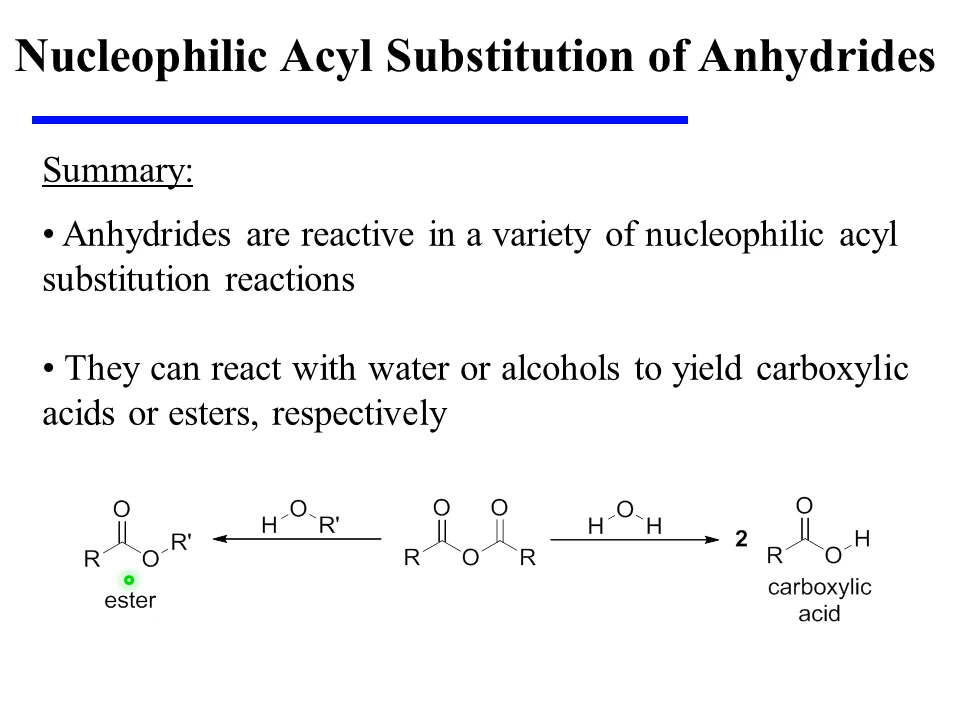 Nucleophilic Acyl Substitution of Anhydrides
Summary:
• Anhydrides are reactive in a variety of nucleophilic acyl
substitution reactions
• They can react with water or alcohols to yield carboxylic
acids or esters, respectively
O R O R'
ester
H O R'
O O R O R
H O H
2
O R O H
carboxylic
acid